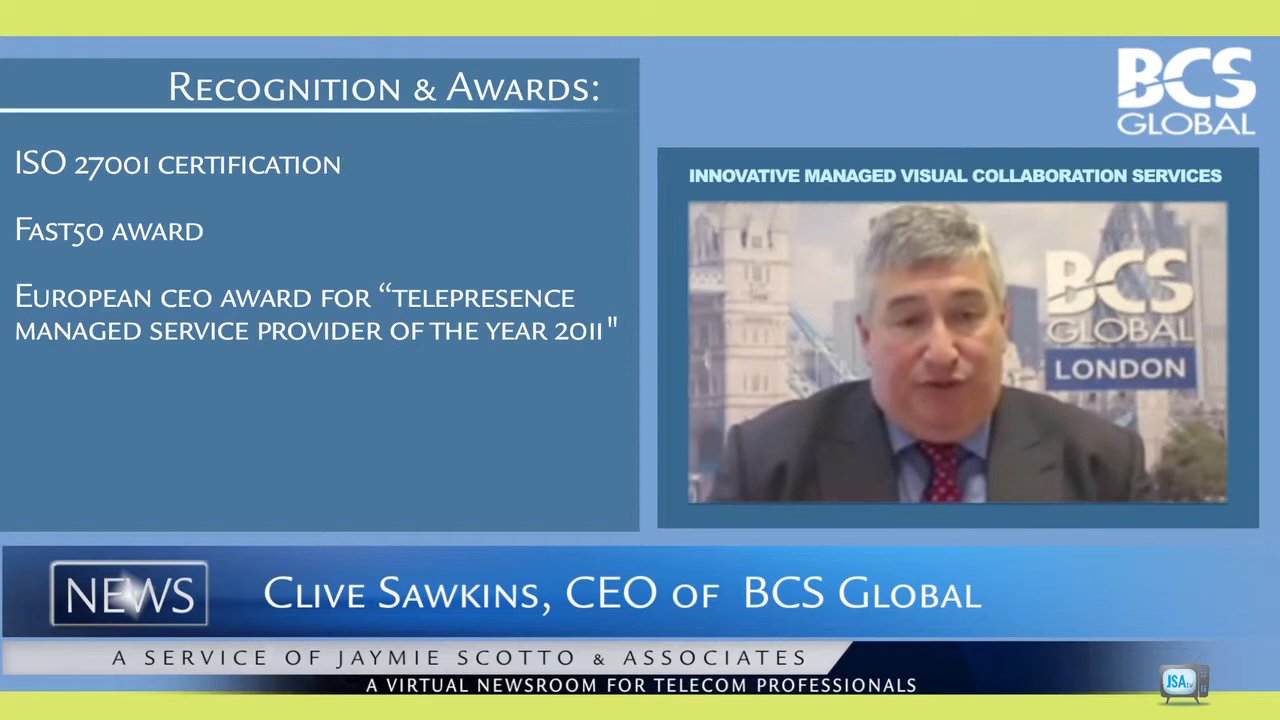 Recognition & Awards:
ISO 27001 certification
Fast50 award
European CEO award for “telepresence
managed service provider of the year 2011"
BCS
GLOBAL
INNOVATIVE MANAGED VISUAL COLLABORATION SERVICES
BCS
GLOBAL
LONDON
NEWS
Clive Sawkins, CEO of BCS Global
A SERVICE OF JAYMIE SCOTTO & ASSOCIATES
A VIRTUAL NEWSROOM FOR TELECOM PROFESSIONALS
JSAtv